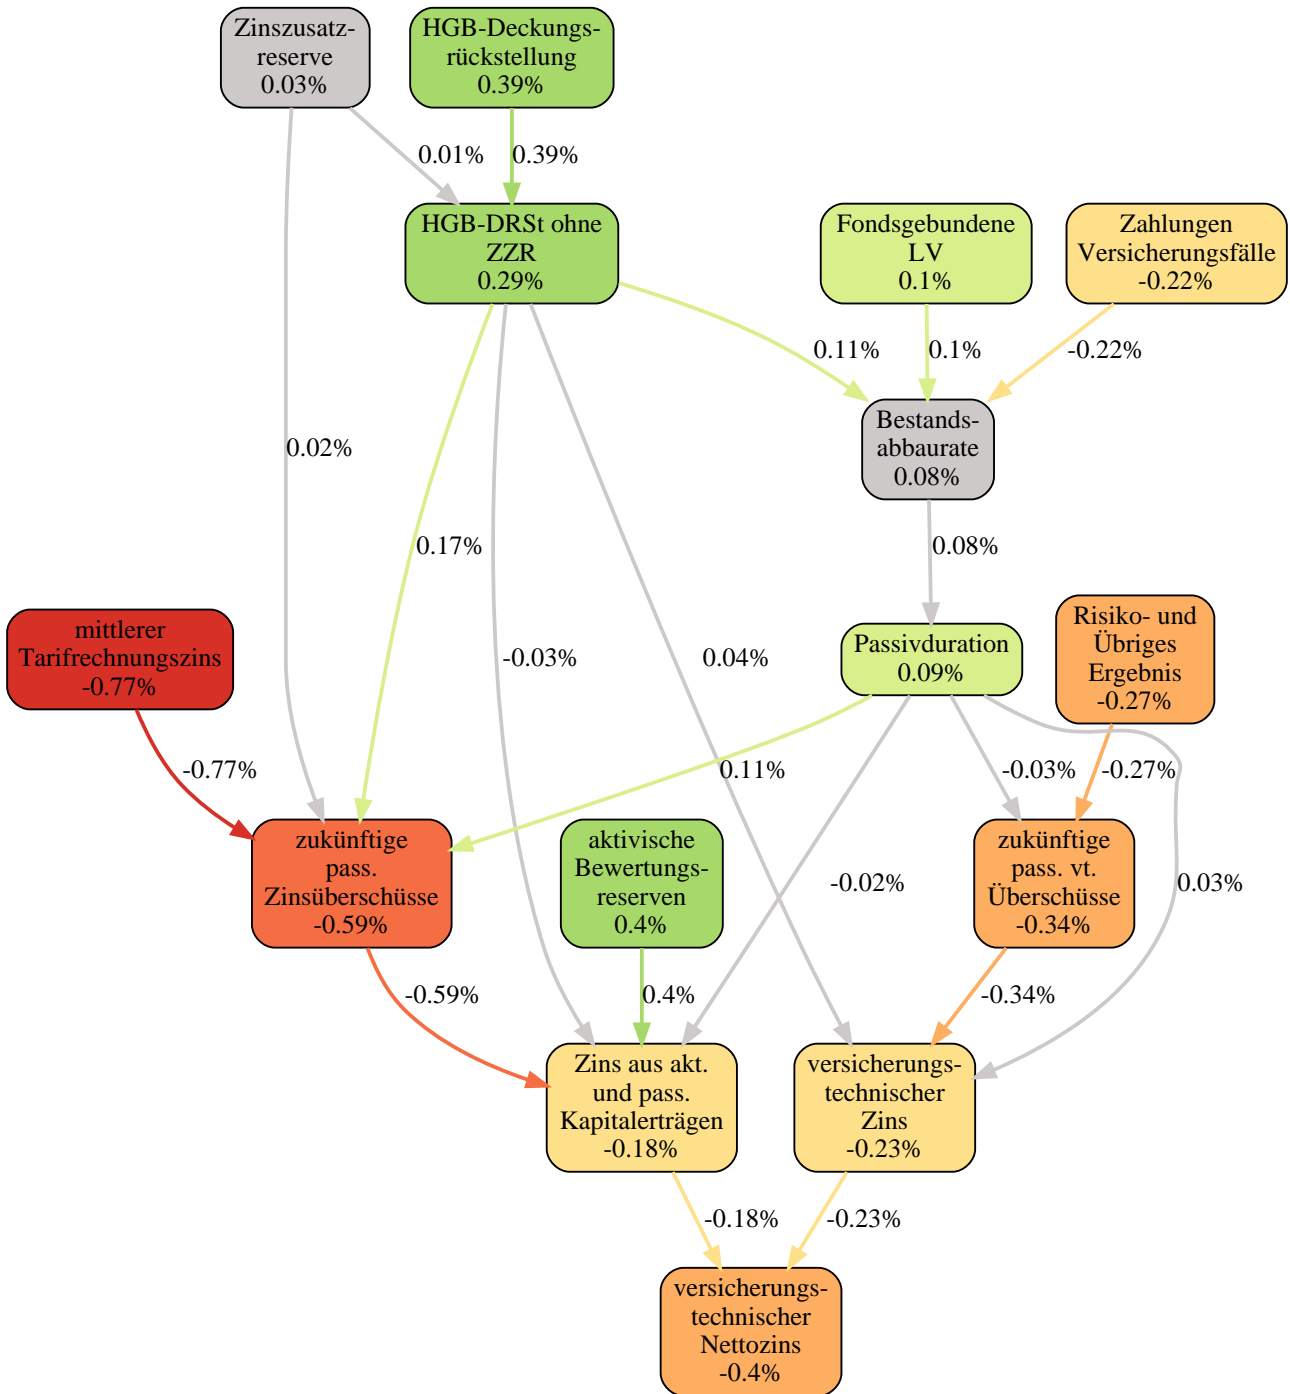 Zinszusatz-
reserve
0.03%
HGB-Deckungs-
rückstellung
0.39%
0.01%
0.39%
HGB-DRSt ohne
ZZR
0.29%
Fondsgebundene
LV
0.1%
Zahlungen
Versicherungsfälle
-0.22%
0.11%
0.1%
-0.22%
0.02%
Bestands-
abbaurate
0.08%
0.17%
0.08%
mittlerer
Tarifrechnungszins
-0.77%
-0.03%
0.04%
Passivduration
0.09%
Risiko- und
Übriges
Ergebnis
-0.27%
-0.77%
0.11%
-0.03%
-0.27%
zukünftige
pass.
Zinsüberschüsse
-0.59%
aktivische
Bewertungs-
reserven
0.4%
-0.02%
zukünftige
pass. vt.
Überschüsse
-0.34%
0.03%
-0.59%
0.4%
-0.34%
Zins aus akt.
und pass.
Kapitalerträgen
-0.18%
versicherungs-
technischer
Zins
-0.23%
-0.18%
-0.23%
versicherungs-
technischer
Nettozins
-0.4%